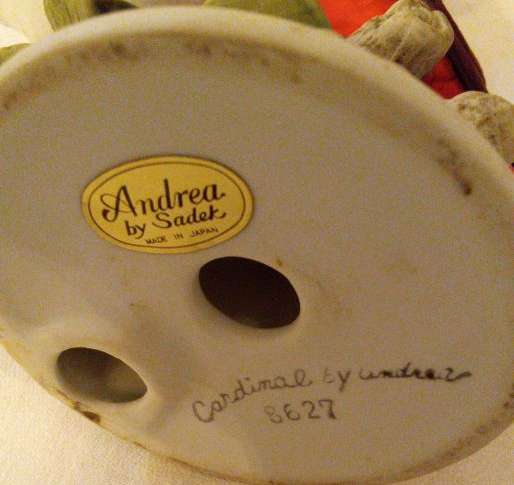 Andrea
by Sadek
MADE IN JAPAN
Cardinal by Andrea
8627